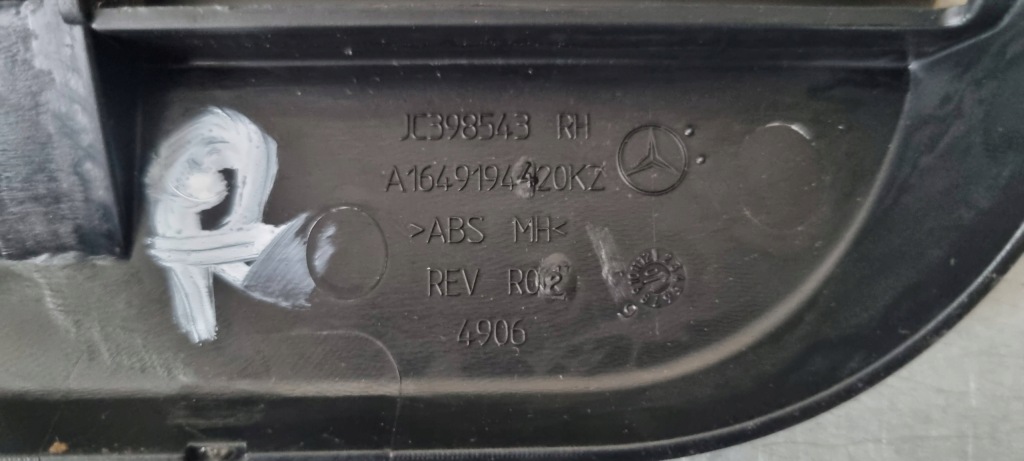 JC398543 RH
A1649194420KZ
>ABS MH<
REV R02
4906
R